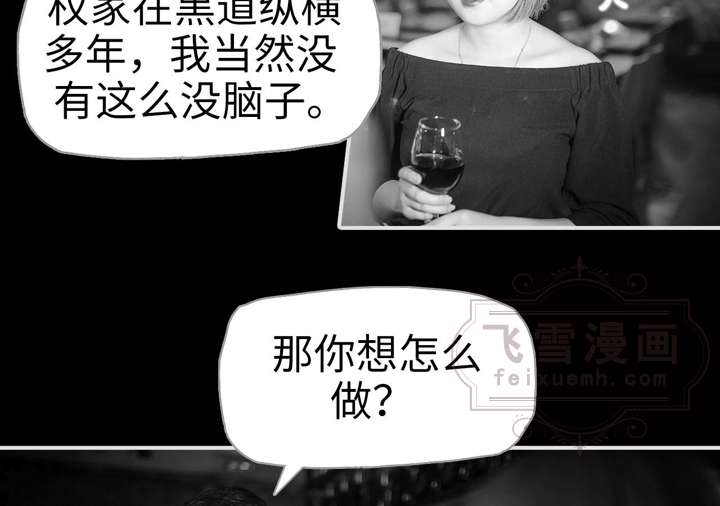 权家在黑道纵横
多年，我当然没
有这么没脑子。
那你想怎么
做？
飞雪漫画
feixuemh.com